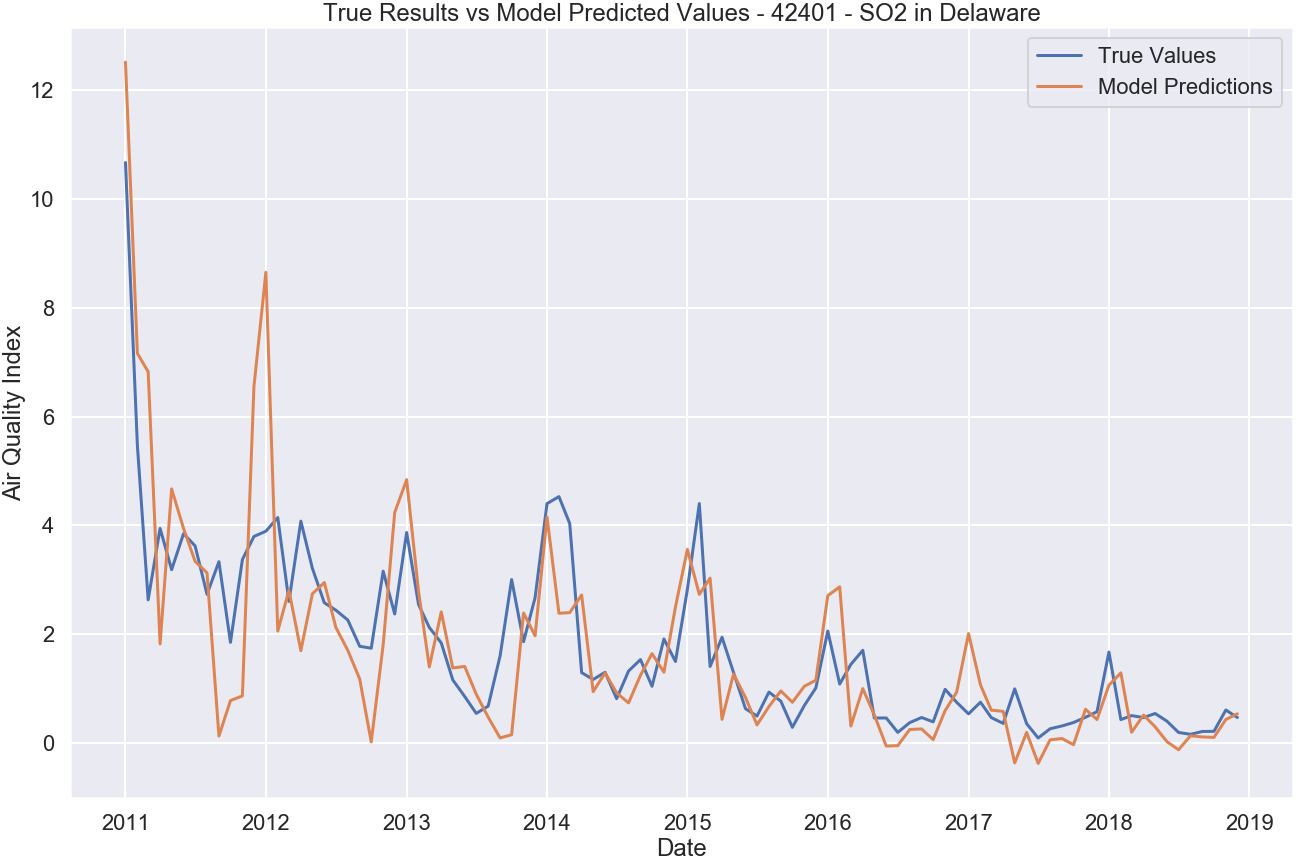 True Results vs Model Predicted Values - 42401 - SO2 in Delaware
True Values
Model Predictions
Air Quality Index
12
10
8
6
4
2
0
2011 2012 2013 2014 2015 2016 2017 2018 2019
Date